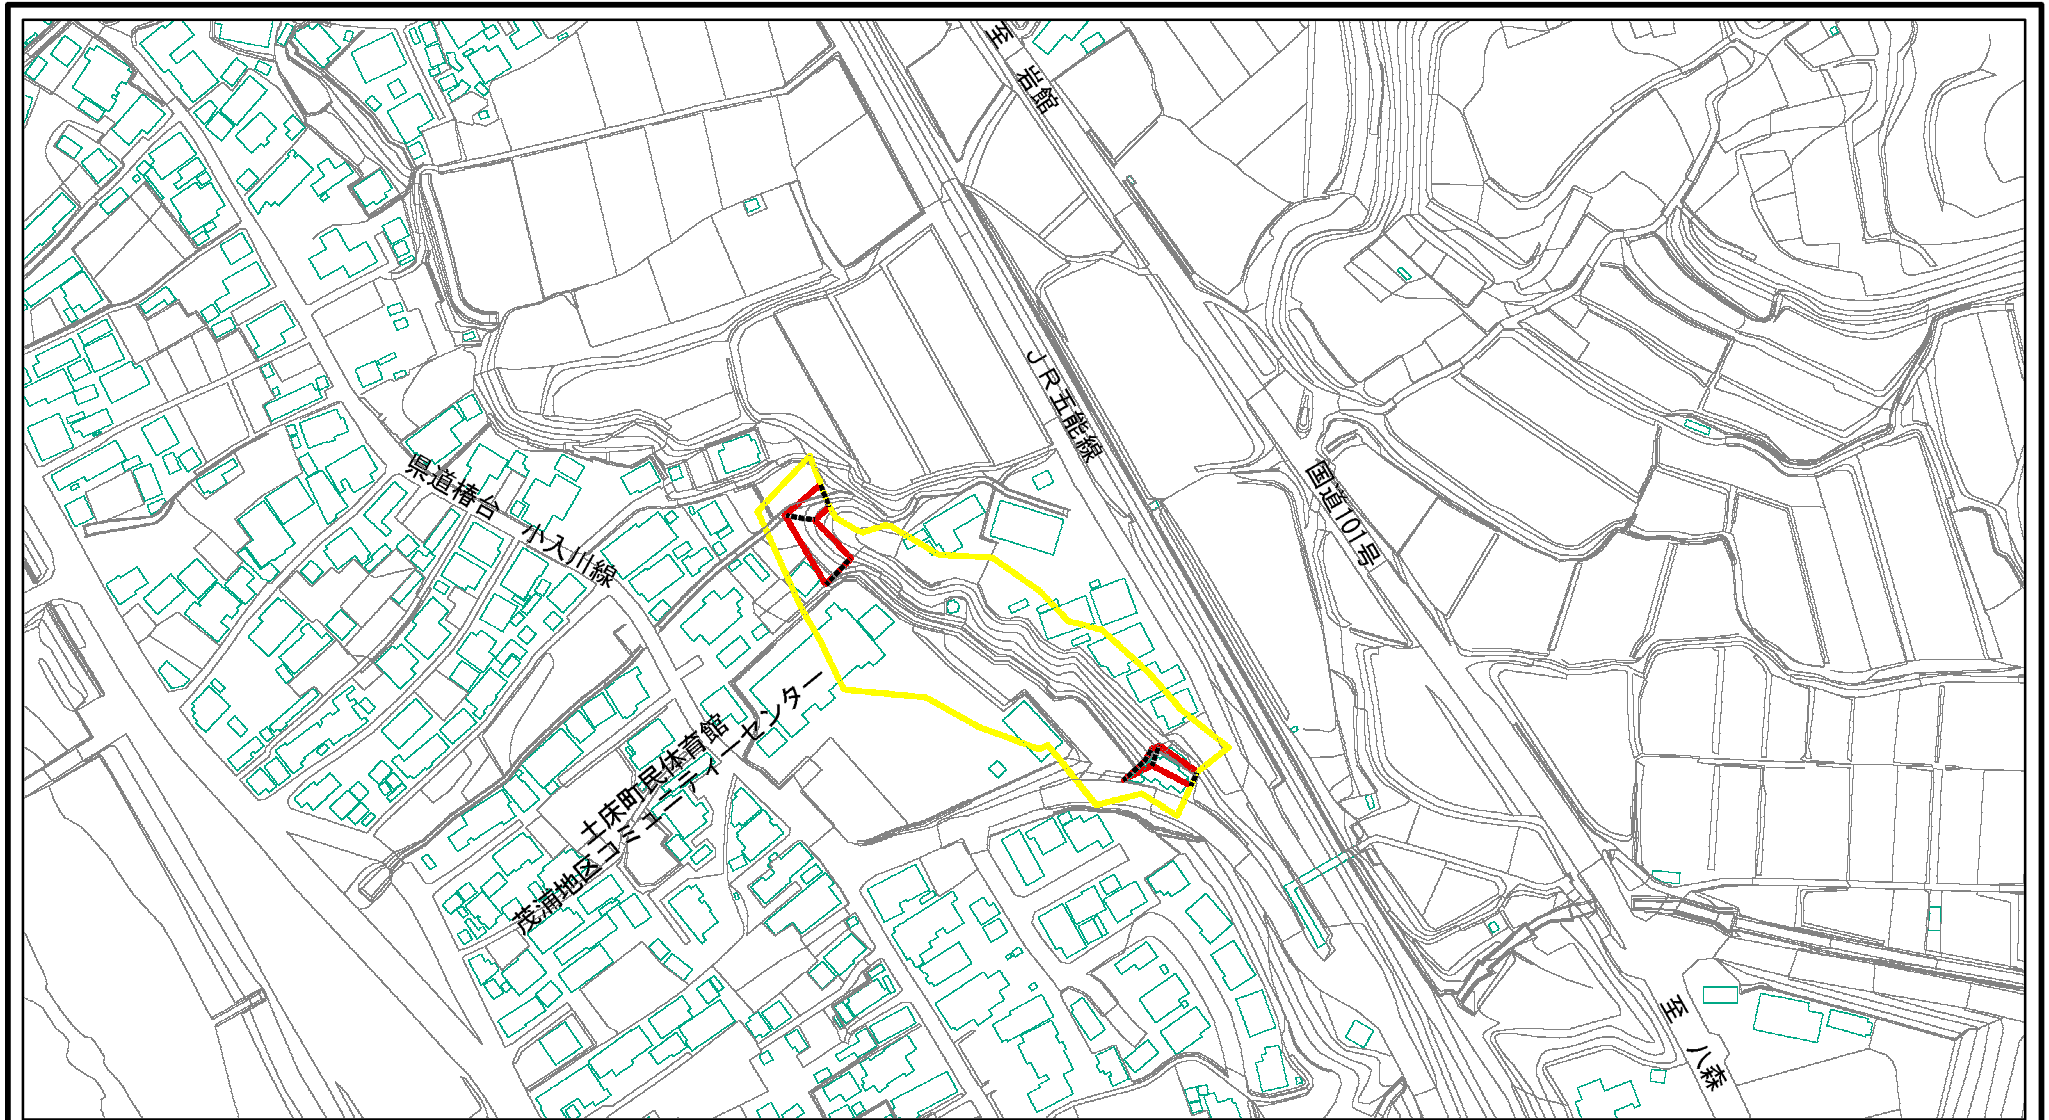 至　岩館
ＪＲ五能線
国道101号
県道椿台　小入川線
土床町民体育館
茂浦地区コミュニティーセンター
至　八森